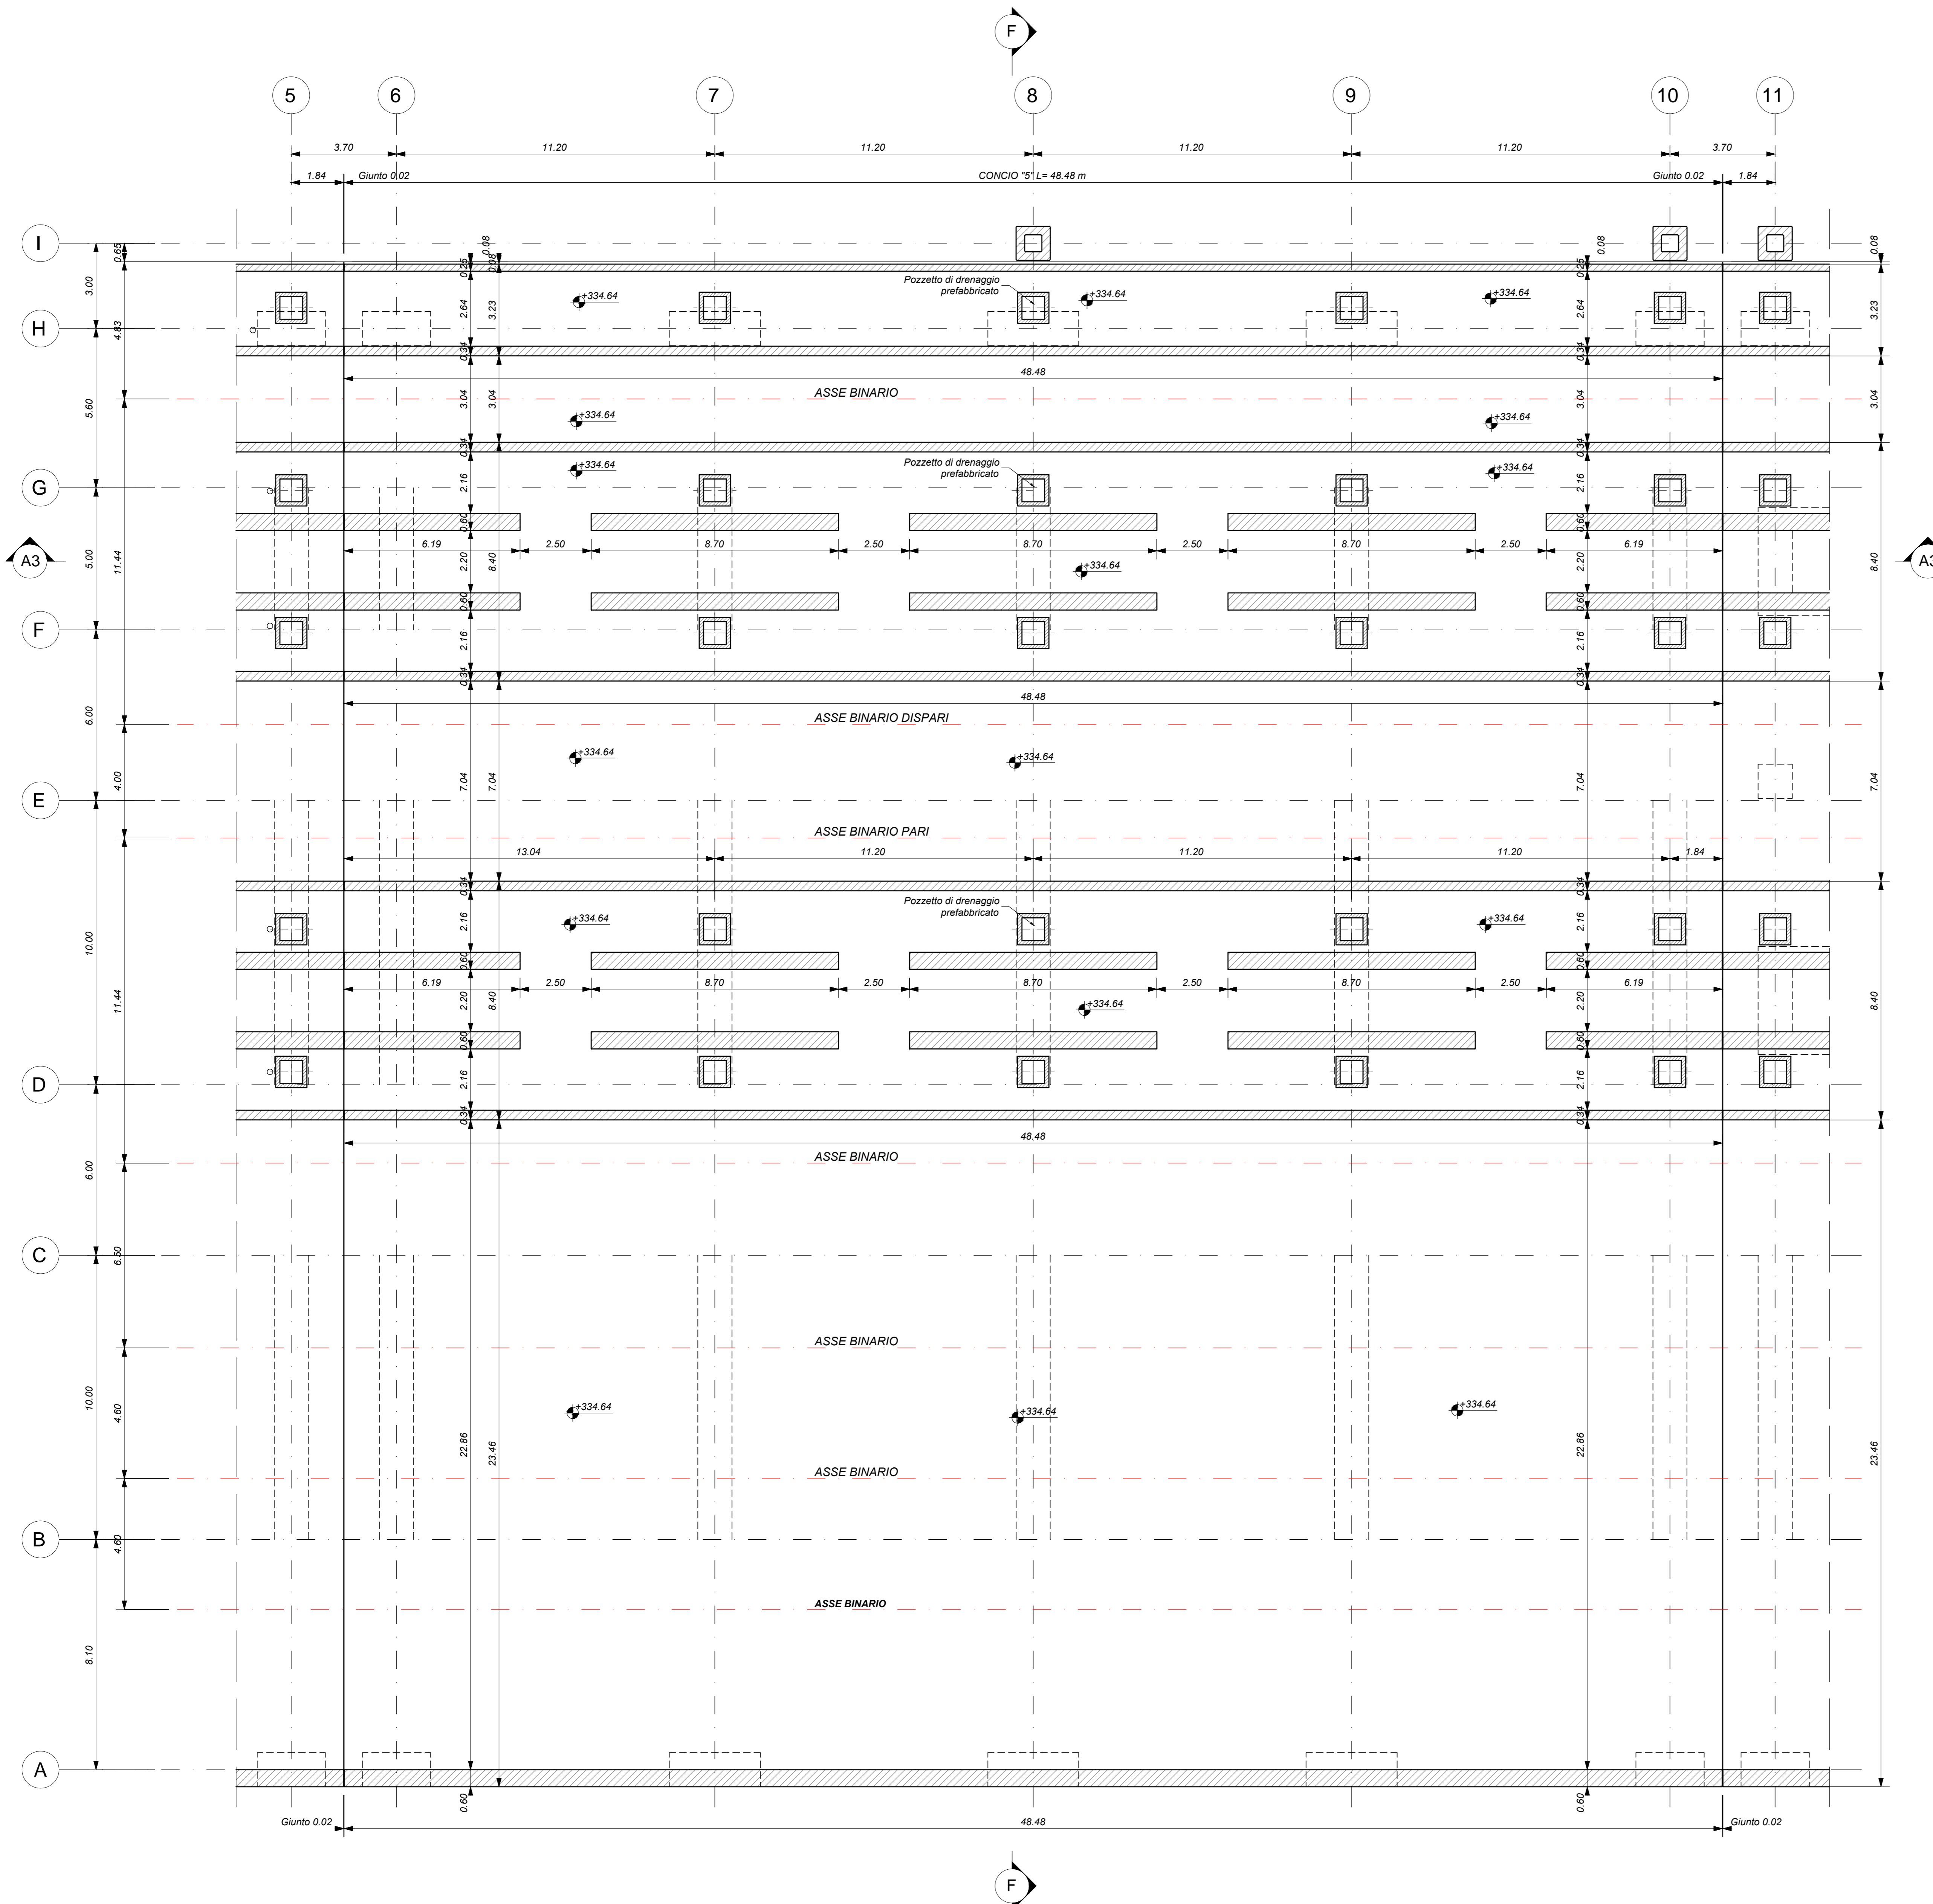 F
5 6 7 8 9 10 11
3.70 11.20 11.20 11.20 11.20 3.70
1.84 Giunto 0.02 CONCIO "5" L= 48.48 m Giunto 0.02 1.84
I
0.65 0.08 0.08 0.08 0.08
0.25 0.25
3.00
Pozzetto di drenaggio
prefabbricato
+334.64 +334.64 +334.64
2.64 3.23 2.64 3.23
H
4.83
0.34 0.34
48.48
ASSE BINARIO
5.60
3.04 3.04 3.04 3.04
+334.64 +334.64
0.34 0.34
Pozzetto di drenaggio
prefabbricato
+334.64 +334.64
G
2.16 2.16
0.60 0.60
6.19 2.50 8.70 2.50 8.70 2.50 8.70 2.50 6.19
A3 A3
5.00 11.44 2.20 8.40 2.20 8.40
+334.64
0.60 0.60
F
2.16 2.16
0.34 0.34
48.48
ASSE BINARIO DISPARI
6.00
+334.64 +334.64
4.00 7.04 7.04 7.04 7.04
E
ASSE BINARIO PARI
13.04 11.20 11.20 11.20 1.84
0.34 0.34
Pozzetto di drenaggio
prefabbricato
2.16 +334.64 +334.64 2.16
10.00
0.60 0.60
6.19 2.50 8.70 2.50 8.70 2.50 8.70 2.50 6.19
11.44 2.20 8.40 2.20 8.40
+334.64
0.60 0.60
D
2.16 2.16
0.34 0.34
48.48
ASSE BINARIO
6.00
C
6.50
ASSE BINARIO
10.00
4.60
+334.64 +334.64 +334.64
22.86 23.46 22.86 23.46
ASSE BINARIO
B
4.60
ASSE BINARIO
8.10
A
0.60 0.60
Giunto 0.02 48.48 Giunto 0.02
F